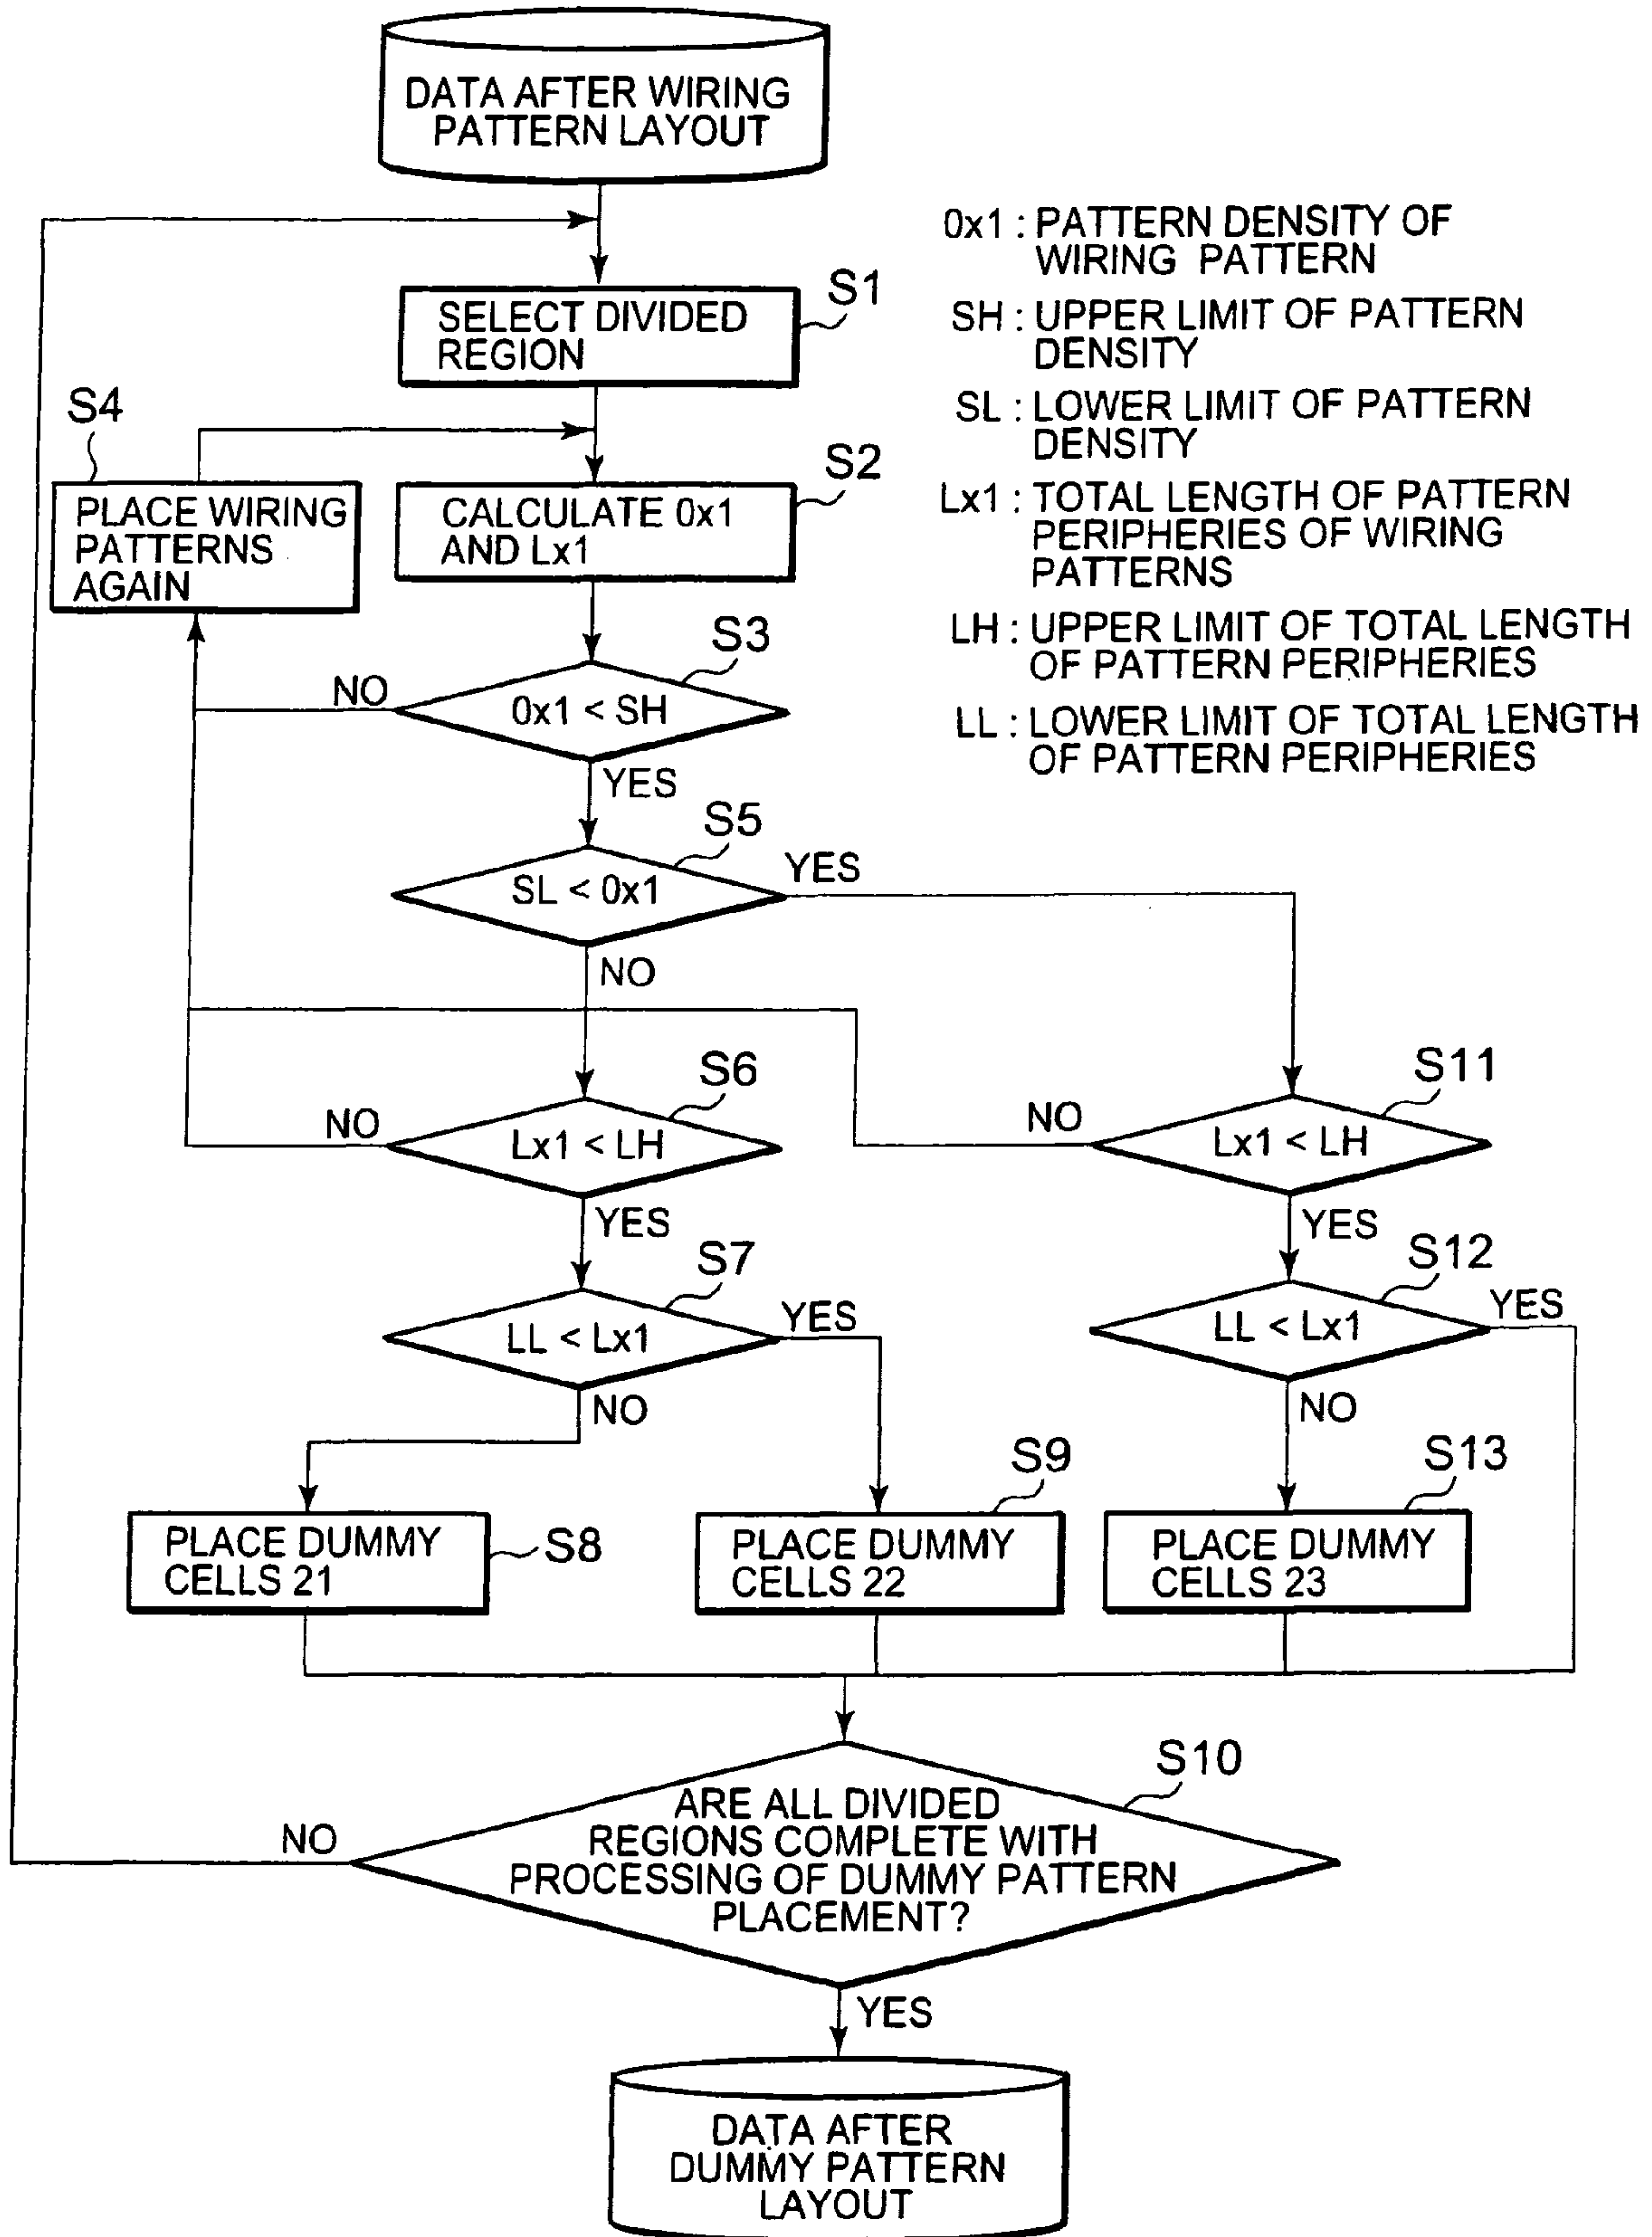 DATA AFTER WIRING
PATTERN LAYOUT
0x1 : PATTERN DENSITY OF
WIRING PATTERN
SH : UPPER LIMIT OF PATTERN
DENSITY
SL : LOWER LIMIT OF PATTERN
DENSITY
Lx1 : TOTAL LENGTH OF PATTERN
PERIPHERIES OF WIRING
PATTERNS
LH : UPPER LIMIT OF TOTAL LENGTH
OF PATTERN PERIPHERIES
LL : LOWER LIMIT OF TOTAL LENGTH
OF PATTERN PERIPHERIES
S1
SELECT DIVIDED
REGION
S4
PLACE WIRING
PATTERNS
AGAIN
S2
CALCULATE 0x1
AND Lx1
S3
NO
0x1 < SH
YES
S5
SL < 0x1
YES
NO
S6
NO
Lx1 < LH
YES
S11
NO
Lx1 < LH
YES
S7
LL < Lx1
YES
NO
S12
LL < Lx1
YES
NO
PLACE DUMMY
CELLS 21
S8
S9
PLACE DUMMY
CELLS 22
S13
PLACE DUMMY
CELLS 23
S10
NO
ARE ALL DIVIDED
REGIONS COMPLETE WITH
PROCESSING OF DUMMY PATTERN
PLACEMENT?
YES
DATA AFTER
DUMMY PATTERN
LAYOUT